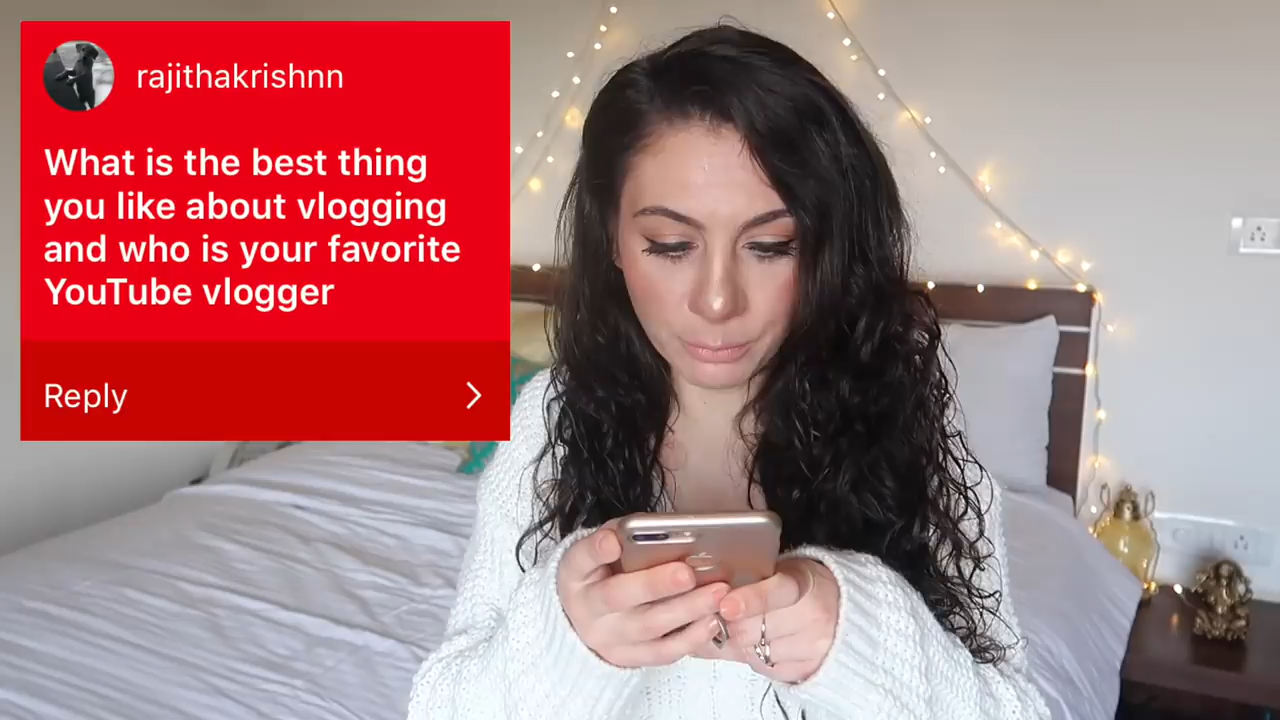 rajithakrishnn
What is the best thing
you like about vlogging
and who is your favorite
YouTube vlogger
Reply